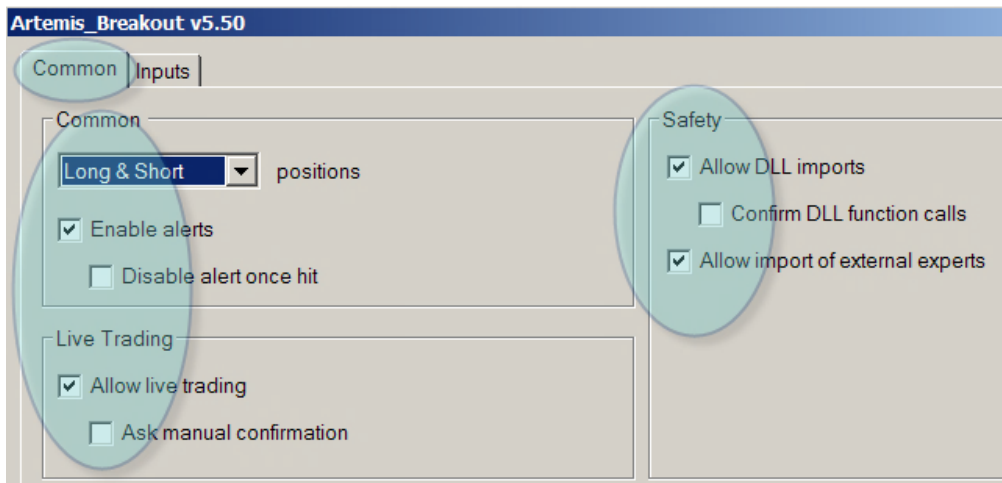 Artemis_Breakout v5.50
Common Inputs
Common
Long & Short positions
Enable alerts
Disable alert once hit
Live Trading
Allow live trading
Ask manual confirmation
Safety
Allow DLL imports
Confirm DLL function calls
Allow import of external experts